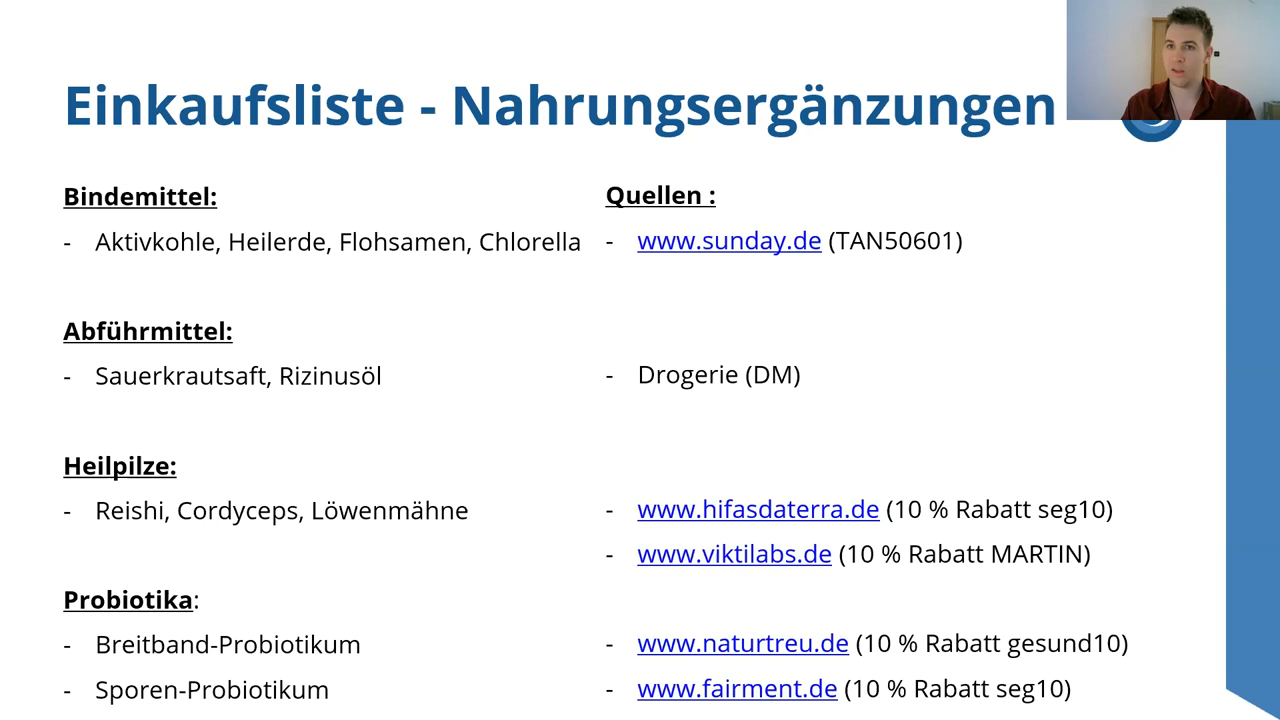 Einkaufsliste - Nahrungsergänzungen
Bindemittel:
- Aktivkohle, Heilerde, Flohsamen, Chlorella
Abführmittel:
- Sauerkrautsaft, Rizinusöl
Heilpilze:
- Reishi, Cordyceps, Löwenmähne
Probiotika:
- Breitband-Probiotikum
- Sporen-Probiotikum
Quellen :
- www.sunday.de (TAN50601)
- Drogerie (DM)
- www.hifasdaterra.de (10 % Rabatt seg10)
- www.viktilabs.de (10 % Rabatt MARTIN)
- www.naturtreu.de (10 % Rabatt gesund10)
- www.fairment.de (10 % Rabatt seg10)